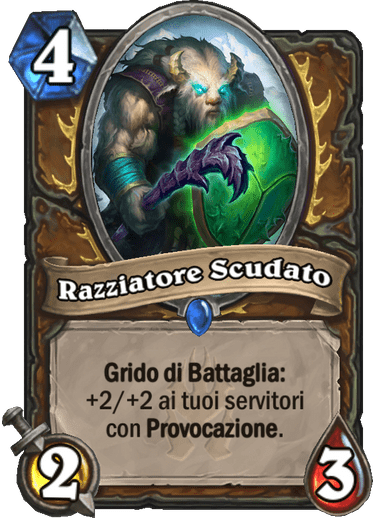 4
Razziatore Scudato
Grido di Battaglia:
+2/+2 ai tuoi servitori
con Provocazione.
2
3